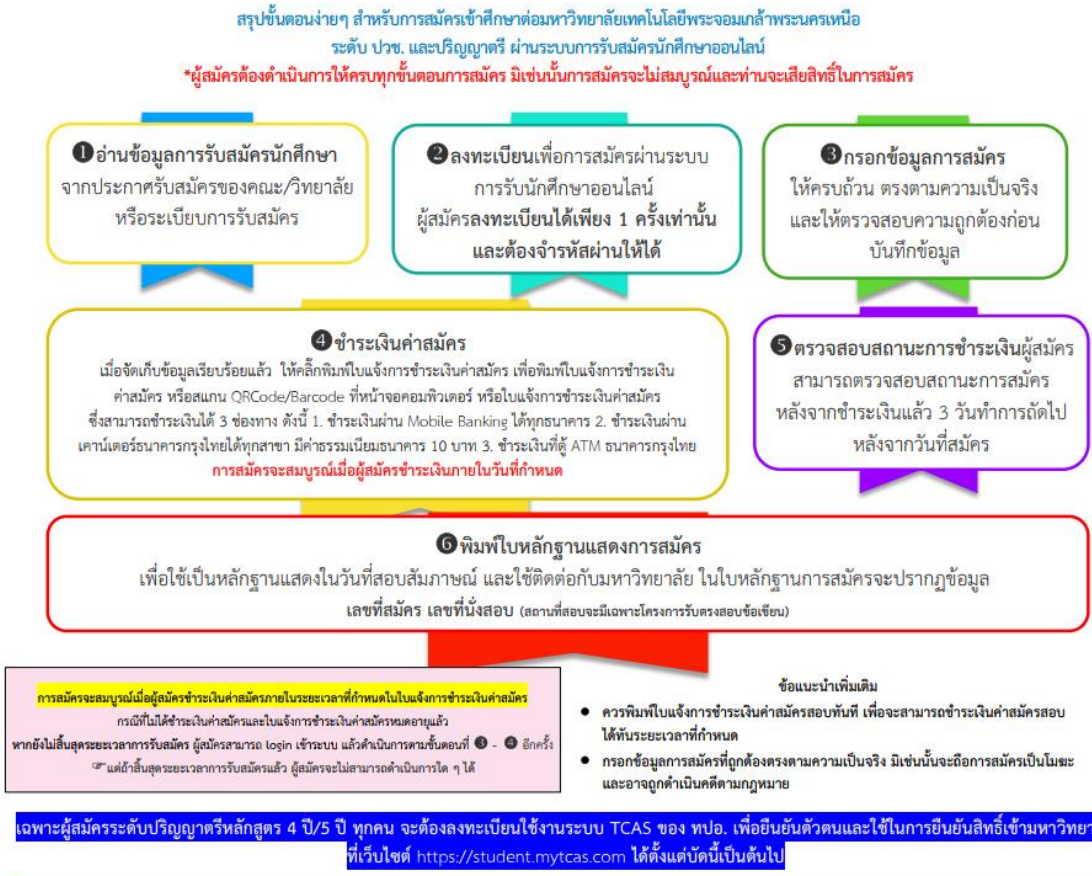 สรุปขั้นตอนง่ายๆ สำหรับการสมัครเข้าศึกษาต่อมหาวิทยาลัยเทคโนโลยีพระจอมเกล้าพระนครเหนือ
ระดับ ปวช. และปริญญาตรี ผ่านระบบการรับสมัครนักศึกษาออนไลน์
*ผู้สมัครต้องดำเนินการให้ครบทุกขั้นตอนการสมัคร มิเช่นนั้นการสมัครจะไม่สมบูรณ์และท่านจะเสียสิทธิ์ในการสมัคร
❶อ่านข้อมูลการรับสมัครนักศึกษา
จากประกาศรับสมัครของคณะ/วิทยาลัย
หรือระเบียบการรับสมัคร
❷ลงทะเบียนเพื่อการสมัครผ่านระบบ
การรับนักศึกษาออนไลน์
ผู้สมัครลงทะเบียนได้เพียง 1 ครั้งเท่านั้น
และต้องจำรหัสผ่านให้ได้
❸กรอกข้อมูลการสมัคร
ให้ครบถ้วน ตรงตามความเป็นจริง
และให้ตรวจสอบความถูกต้องก่อน
บันทึกข้อมูล
❹ชำระเงินค่าสมัคร
เมื่อจัดเก็บข้อมูลเรียบร้อยแล้ว ให้คลิ๊กพิมพ์ใบแจ้งการชำระเงินค่าสมัคร เพื่อพิมพ์ใบแจ้งการชำระเงิน
ค่าสมัคร หรือสแกน QRCode/Barcode ที่หน้าจอคอมพิวเตอร์ หรือใบแจ้งการชำระเงินค่าสมัคร
ซึ่งสามารถชำระเงินได้ 3 ช่องทาง ดังนี้ 1. ชำระเงินผ่าน Mobile Banking ได้ทุกธนาคาร 2. ชำระเงินผ่าน
เคาน์เตอร์ธนาคารกรุงไทยได้ทุกสาขา มีค่าธรรมเนียมธนาคาร 10 บาท 3. ชำระเงินที่ตู้ ATM ธนาคารกรุงไทย
การสมัครจะสมบูรณ์เมื่อผู้สมัครชำระเงินภายในวันที่กำหนด
❺ตรวจสอบสถานะการชำระเงินผู้สมัคร
สามารถตรวจสอบสถานะการสมัคร
หลังจากชำระเงินแล้ว 3 วันทำการถัดไป
หลังจากวันที่สมัคร
❻พิมพ์ใบหลักฐานแสดงการสมัคร
เพื่อใช้เป็นหลักฐานแสดงในวันที่สอบสัมภาษณ์ และใช้ติดต่อกับมหาวิทยาลัย ในใบหลักฐานการสมัครจะปรากฏข้อมูล
เลขที่สมัคร เลขที่นั่งสอบ (สถานที่สอบจะมีเฉพาะโครงการรับตรงสอบข้อเขียน)
การสมัครจะสมบูรณ์เมื่อผู้สมัครชำระเงินค่าสมัครภายในระยะเวลาที่กำหนดในใบแจ้งการชำระเงินค่าสมัคร
กรณีที่ไม่ได้ชำระเงินค่าสมัครและใบแจ้งการชำระเงินค่าสมัครหมดอายุแล้ว
หากยังไม่สิ้นสุดระยะเวลาการรับสมัคร ผู้สมัครสามารถ login เข้าระบบ แล้วดำเนินการตามขั้นตอนที่ ❸ - ❹ อีกครั้ง
☞แต่ถ้าสิ้นสุดระยะเวลาการรับสมัครแล้ว ผู้สมัครจะไม่สามารถดำเนินการใด ๆ ได้
ข้อแนะนำเพิ่มเติม
● ควรพิมพ์ใบแจ้งการชำระเงินค่าสมัครสอบทันที เพื่อจะสามารถชำระเงินค่าสมัครสอบ
ได้ทันระยะเวลาที่กำหนด
● กรอกข้อมูลการสมัครที่ถูกต้องตรงตามความเป็นจริง มิเช่นนั้นจะถือการสมัครเป็นโมฆะ
และอาจถูกดำเนินคดีตามกฎหมาย
เฉพาะผู้สมัครระดับปริญญาตรีหลักสูตร 4 ปี/5 ปี ทุกคน จะต้องลงทะเบียนใช้งานระบบ TCAS ของ ทปอ. เพื่อยืนยันตัวตนและใช้ในการยืนยันสิทธิ์เข้ามหาวิทยา
ที่เว็บไซต์ https://student.mytcas.com ได้ตั้งแต่บัดนี้เป็นต้นไป